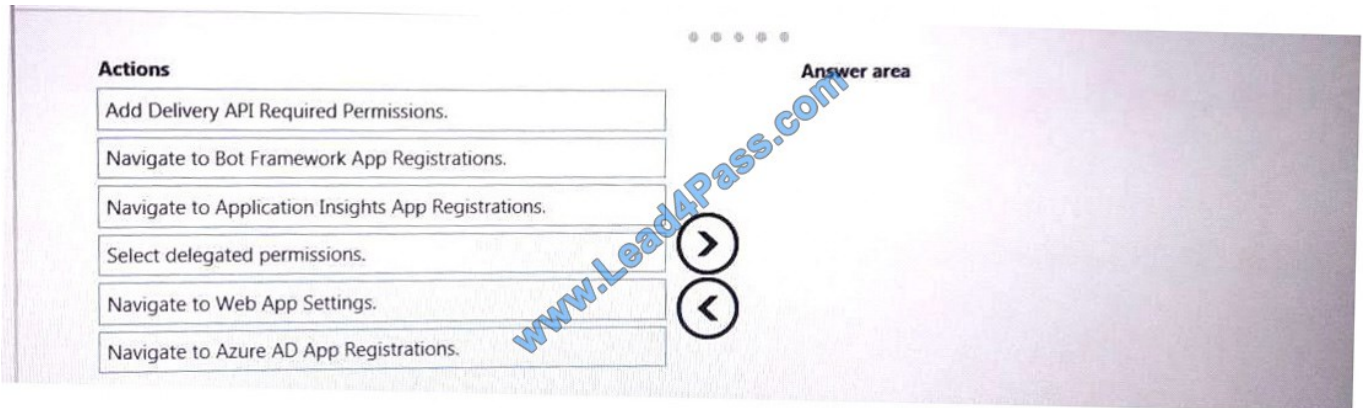 Actions
Answer area
Add Delivery API Required Permissions.
Navigate to Bot Framework App Registrations.
Navigate to Application Insights App Registrations.
Select delegated permissions.
Navigate to Web App Settings.
Navigate to Azure AD App Registrations.
www.Lead4Pass.com